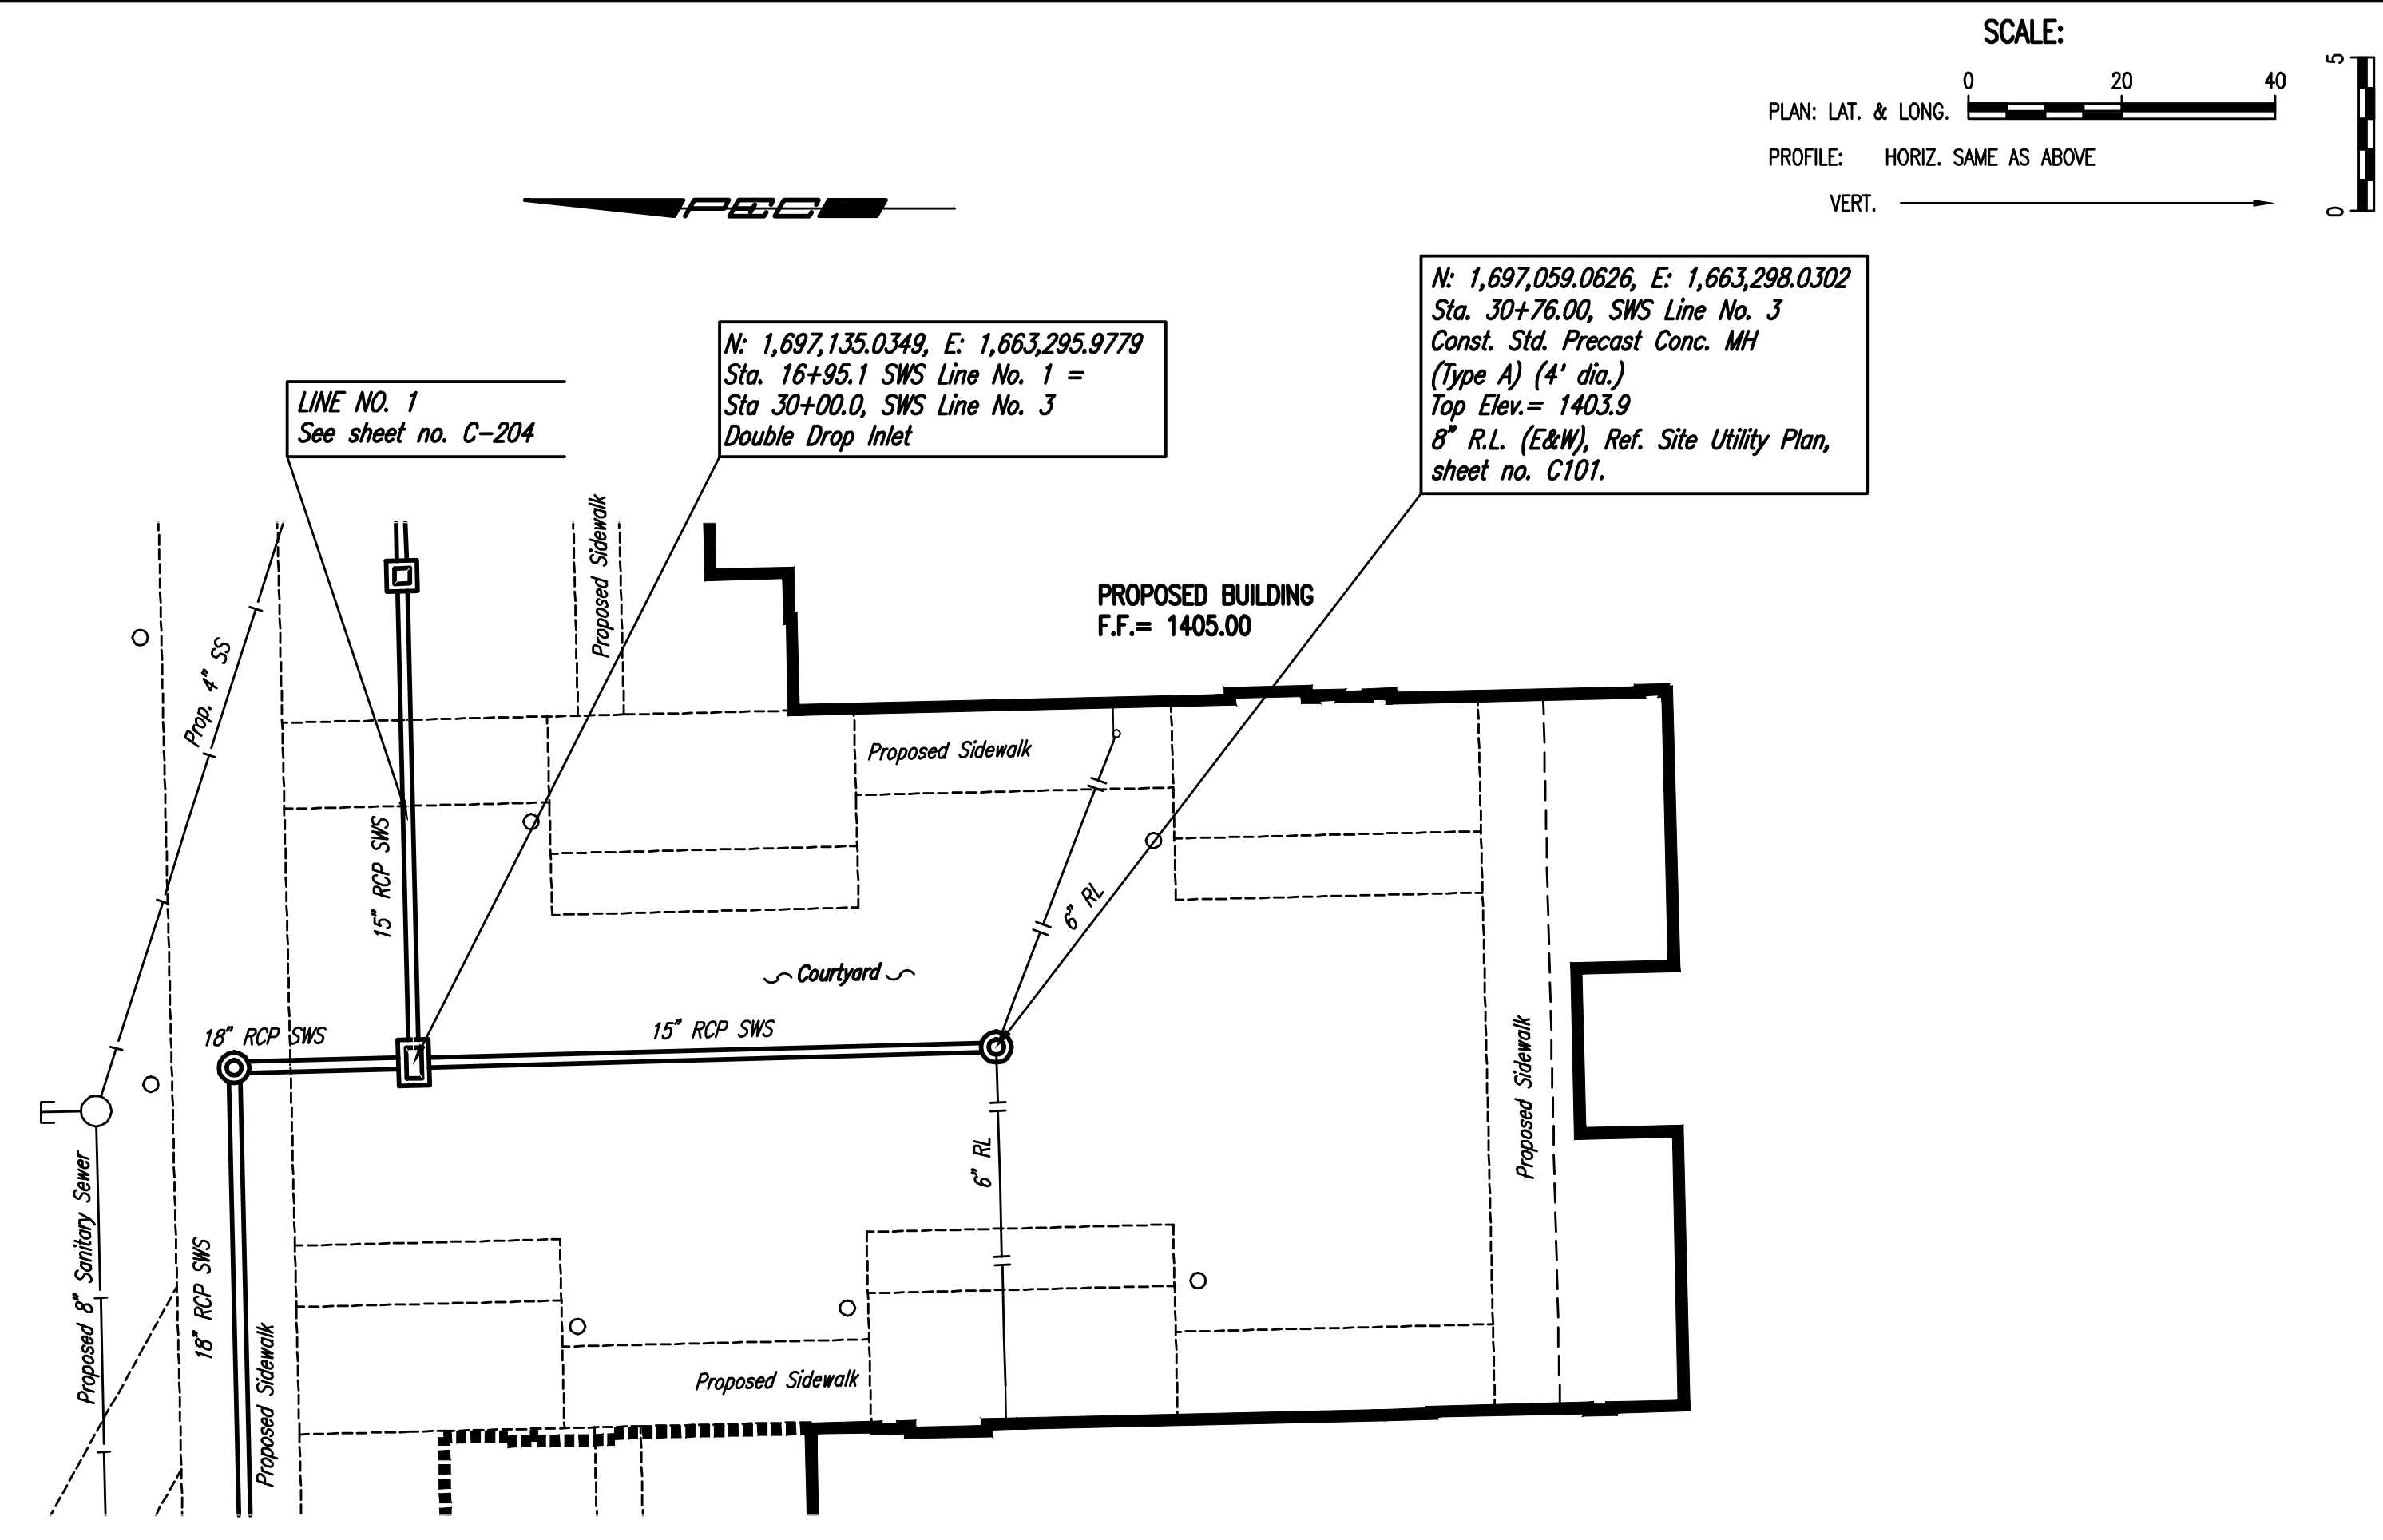 SCALE:
0 20 40
PLAN: LAT. & LONG.
PROFILE: HORIZ. SAME AS ABOVE
VERT.
5
0
PEC
N: 1,697,059.0626, E: 1,663,298.0302
Sta. 30+76.00, SWS Line No. 3
Const. Std. Precast Conc. MH
(Type A) (4' dia.)
Top Elev.= 1403.9
8" R.L. (E&W), Ref. Site Utility Plan,
sheet no. C101.
N: 1,697,135.0349, E: 1,663,295.9779
Sta. 16+95.1 SWS Line No. 1 =
Sta 30+00.0, SWS Line No. 3
Double Drop Inlet
LINE NO. 1
See sheet no. C-204
Proposed Sidewalk
PROPOSED BUILDING
F.F.= 1405.00
Prop. 4" SS
Proposed Sidewalk
15" RCP SWS
6" RL
Courtyard
18" RCP SWS
15" RCP SWS
Proposed Sidewalk
6" RL
Proposed 8" Sanitary Sewer
18" RCP SWS
Proposed Sidewalk
Proposed Sidewalk